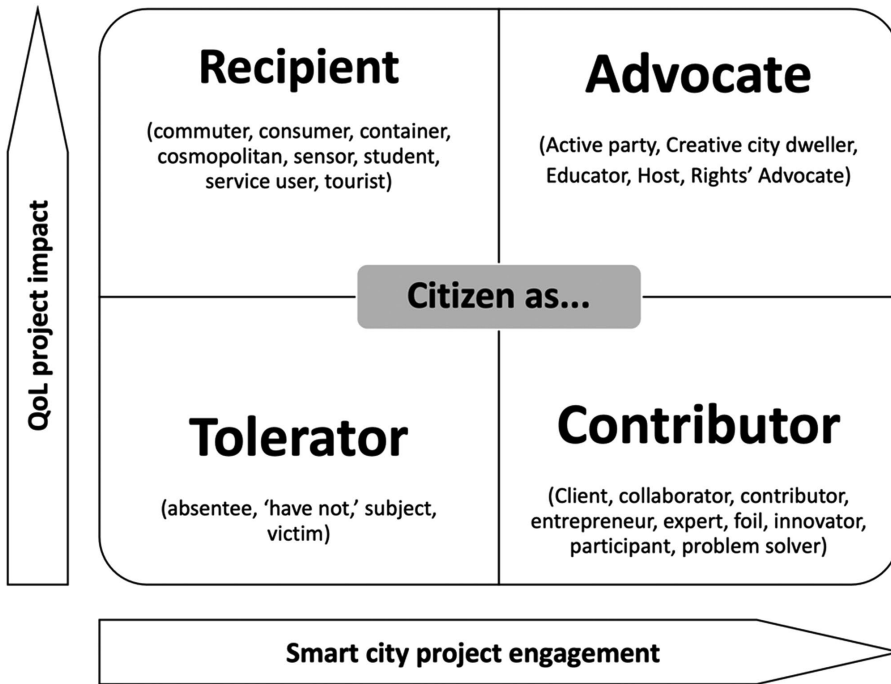 Recipient
(commuter, consumer, container,
cosmopolitan, sensor, student,
service user, tourist)
Advocate
(Active party, Creative city dweller,
Educator, Host, Rights’ Advocate)
Citizen as...
QoL project impact
Tolerator
(absentee, ‘have not,’ subject,
victim)
Contributor
(Client, collaborator, contributor,
entrepreneur, expert, foil, innovator,
participant, problem solver)
Smart city project engagement